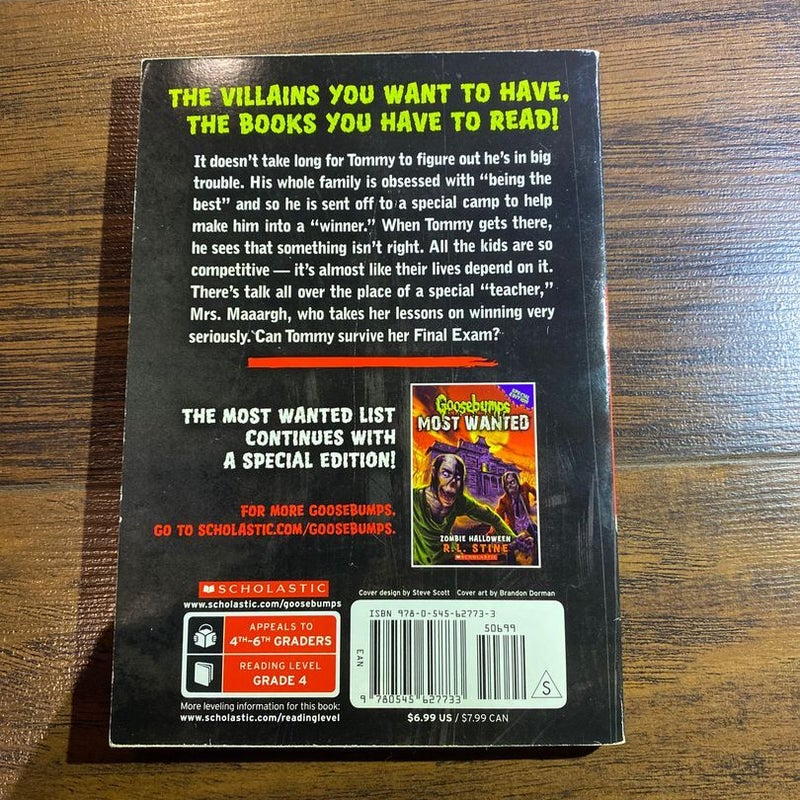 THE VILLAINS YOU WANT TO HAVE,
THE BOOKS YOU HAVE TO READ!
It doesn't take long for Tommy to figure out he's in big
trouble. His whole family is obsessed with "being the
best" and so he is sent off to a special camp to help
make him into a "winner." When Tommy gets there,
he sees that something isn't right. All the kids are so
competitive — it's almost like their lives depend on it.
There's talk all over the place of a special "teacher,"
Mrs. Maaargh, who takes her lessons on winning very
seriously. Can Tommy survive her Final Exam?
THE MOST WANTED LIST
CONTINUES WITH
A SPECIAL EDITION!
FOR MORE GOOSEBUMPS,
GO TO SCHOLASTIC.COM/GOOSEBUMPS.
SPECIAL
EDITION
Goosebumps
MOST WANTED
ZOMBIE HALLOWEEN
R.L. STINE
SCHOLASTIC
SCHOLASTIC
www.scholastic.com/goosebumps
Cover design by Steve Scott Cover art by Brandon Dorman
APPEALS TO
4TH–6TH GRADERS
READING LEVEL
GRADE 4
More leveling information for this book:
www.scholastic.com/readinglevel
ISBN 978-0-545-62773-3
50699
EAN
9 780545 627733
S
$6.99 US / $7.99 CAN